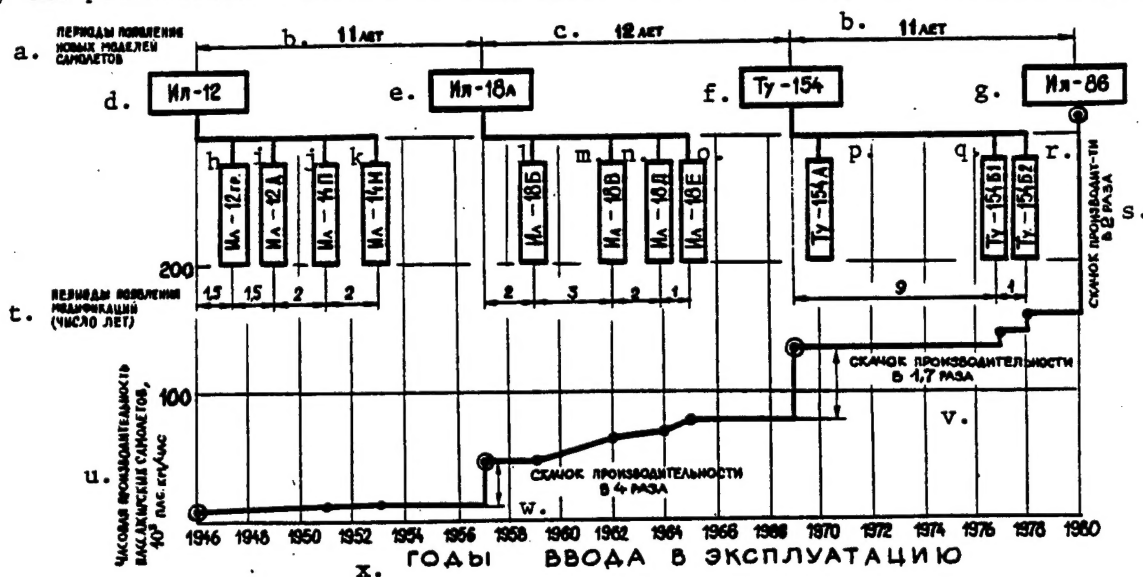 b. 11 ЛЕТ c. 12 ЛЕТ b. 11 ЛЕТ
a. ПЕРИОДЫ ПОЯВЛЕНИЯ
НОВЫХ МОДЕЛЕЙ
САМОЛЕТОВ
d. Ил-12 e. Ил-18А f. Ту-154 g. Ил-86
h. i. j. k. l. m. n. o. p. q. r.
Ил-12гр.
Ил-12Д
Ил-14П
Ил-14М
Ил-18Б
Ил-18В
Ил-18Д
Ил-18Е
Ту-154А
Ту-154Б1
Ту-154Б2
СКАЧОК ПРОИЗВОДИТ-ТИ
В 2 РАЗА
s.
200
t. ПЕРИОДЫ ПОЯВЛЕНИЯ
МОДИФИКАЦИЙ
(ЧИСЛО ЛЕТ)
1,5 1,5 2 2 2 3 2 1 9 1
СКАЧОК ПРОИЗВОДИТЕЛЬНОСТИ
В 1,7 РАЗА
v.
100
u. ЧАСОВАЯ ПРОИЗВОДИТЕЛЬНОСТЬ
ПАССАЖИРСКИХ САМОЛЕТОВ,
10³ ПАС. КМ/ЧАС
СКАЧОК ПРОИЗВОДИТЕЛЬНОСТИ
В 4 РАЗА
w.
1946 1948 1950 1952 1954 1956 1958 1960 1962 1964 1966 1968 1970 1972 1974 1976 1978 1980
x. ГОДЫ ВВОДА В ЭКСПЛУАТАЦИЮ